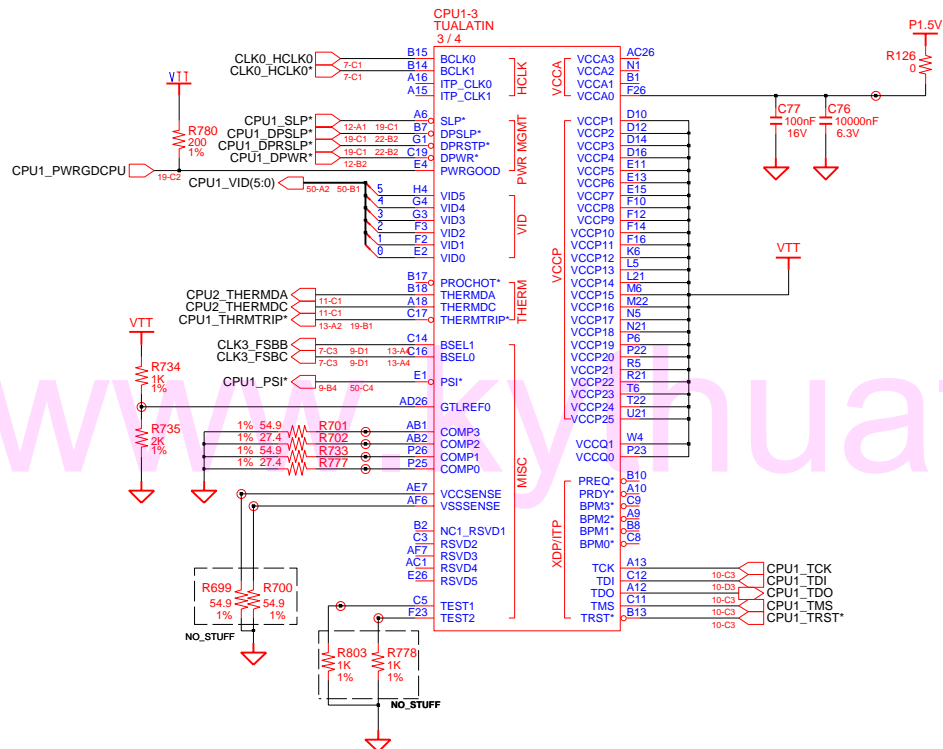 CPU1-3
TUALATIN
3 / 4
CLK0_HCLK0
7-C1
B15
BCLK0
CLK0_HCLK0*
7-C1
B14
BCLK1
A16
ITP_CLK0
A15
ITP_CLK1
HCLK
VTT
R780
200
1%
CPU1_SLP*
12-A1 19-C1
A6
SLP*
CPU1_DPSLP*
19-C1 22-B2
B7
DPSLP*
CPU1_DPRSLP*
19-C1 22-B2
G1
DPRSTP*
CPU1_DPWR*
12-B2
C19
DPWR*
CPU1_PWRGDCPU
19-C2
E4
PWRGOOD
PWR MGMT
CPU1_VID(5:0)
50-A2 50-B1
5
H4
VID5
4
G4
VID4
3
G3
VID3
2
F3
VID2
1
F2
VID1
0
E2
VID0
VID
B17
PROCHOT*
CPU2_THERMDA
11-C1
B18
THERMDA
CPU2_THERMDC
11-C1
A18
THERMDC
CPU1_THRMTRIP*
13-A2 19-B1
C17
THERMTRIP*
THERM
CLK3_FSBB
7-C3 9-D1 13-A4
C14
BSEL1
CLK3_FSBC
7-C3 9-D1 13-A4
C16
BSEL0
CPU1_PSI*
9-B4 50-C4
E1
PSI*
VTT
R734
1K
1%
R735
2K
1%
AD26
GTLREF0
1% 54.9 R701
AB1
COMP3
1% 27.4 R702
AB2
COMP2
1% 54.9 R733
P26
COMP1
1% 27.4 R777
P25
COMP0
MISC
AE7
VCCSENSE
AF6
VSSSENSE
B2
NC1_RSVD1
C3
RSVD2
AF7
RSVD3
AC1
RSVD4
E26
RSVD5
R699
54.9
1%
R700
54.9
1%
NO_STUFF
C5
TEST1
F23
TEST2
R803
1K
1%
R778
1K
1%
NO_STUFF
VCCA
VCCA3
AC26
VCCA2
N1
VCCA1
B1
VCCA0
F26
P1.5V
R126
0
C77
100nF
16V
C76
10000nF
6.3V
VCCP
VCCP1
D10
VCCP2
D12
VCCP3
D14
VCCP4
D16
VCCP5
E11
VCCP6
E13
VCCP7
E15
VCCP8
F10
VCCP9
F12
VCCP10
F14
VCCP11
F16
VCCP12
K6
VCCP13
L5
VCCP14
L21
VCCP15
M6
VCCP16
M22
VCCP17
N5
VCCP18
N21
VCCP19
P6
VCCP20
P22
VCCP21
R5
VCCP22
R21
VCCP23
T6
VCCP24
T22
VCCP25
U21
VTT
VCCQ1
W4
VCCQ0
P23
XDP/ITP
PREQ*
B10
PRDY*
A10
BPM3*
C9
BPM2*
A9
BPM1*
B8
BPM0*
C8
TCK
A13
10-C3
CPU1_TCK
TDI
C12
10-C3
CPU1_TDI
TDO
A12
10-D3
CPU1_TDO
TMS
C11
10-C3
CPU1_TMS
TRST*
B13
10-C3
CPU1_TRST*
www.kythuat